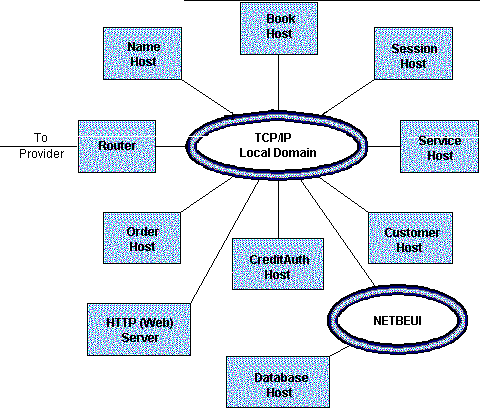 Book
Host
Name
Host
Session
Host
To
Provider
Router
TCP/IP
Local Domain
Service
Host
Order
Host
CreditAuth
Host
Customer
Host
HTTP (Web)
Server
NETBEUI
Database
Host